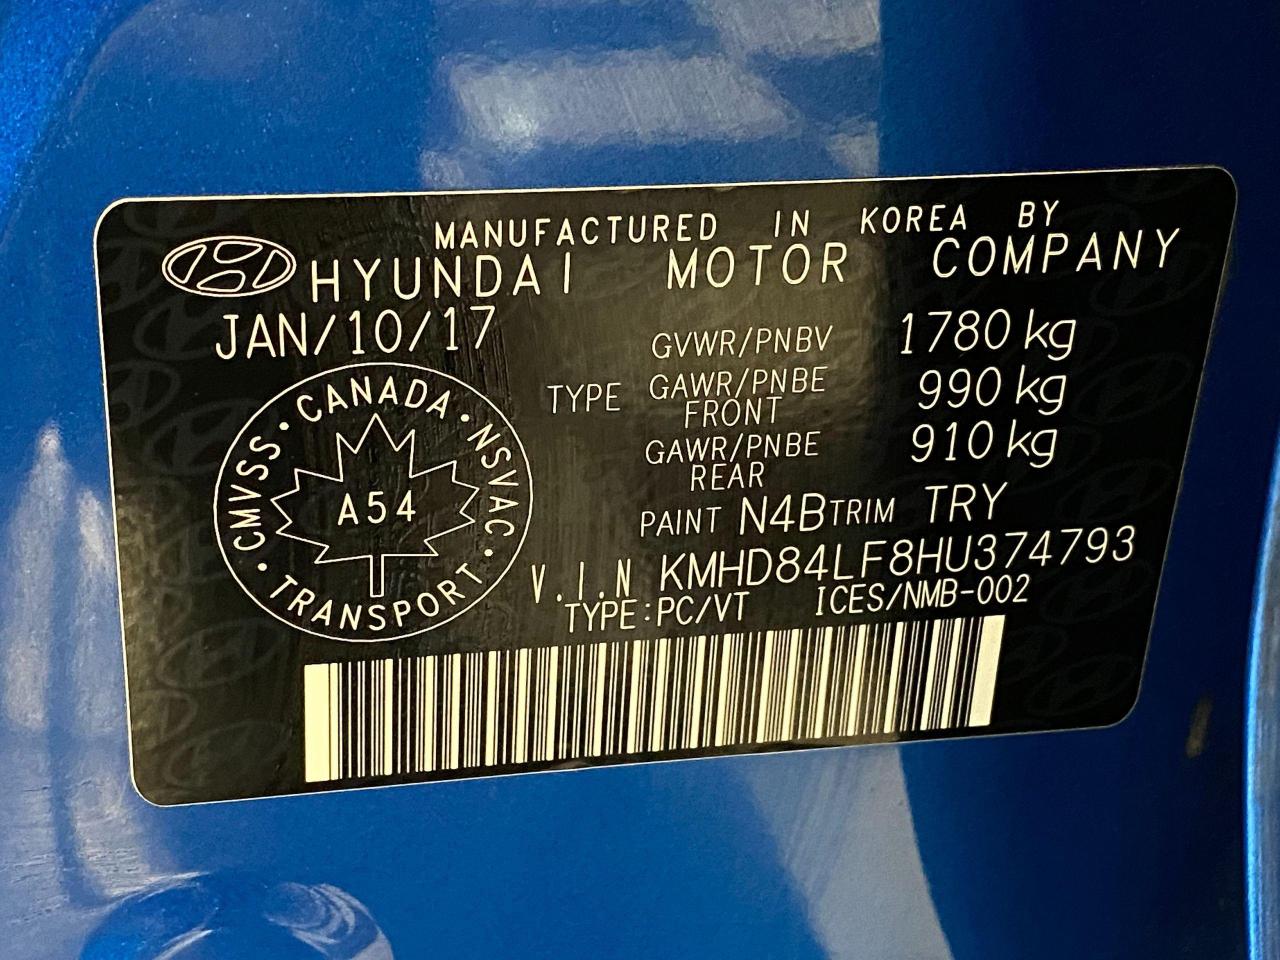 MANUFACTURED IN KOREA BY
HYUNDAI MOTOR COMPANY
JAN/10/17
GVWR/PNBV 1780 kg
TYPE GAWR/PNBE FRONT 990 kg
GAWR/PNBE REAR 910 kg
CANADA · NSVAC · TRANSPORT · CMVSS ·
A54
PAINT N4B TRIM TRY
V.I.N KMHD84LF8HU374793
TYPE:PC/VT ICES/NMB-002